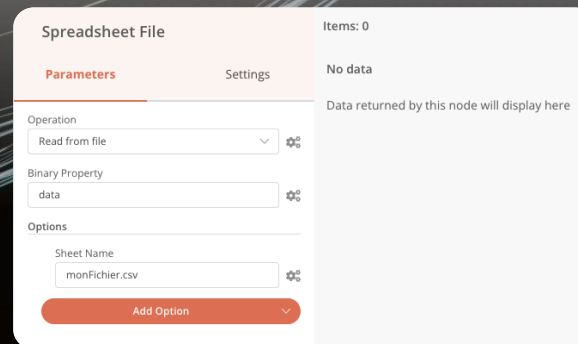 Spreadsheet File
Items: 0
Parameters
Settings
No data
Data returned by this node will display here
Operation
Read from file
Binary Property
data
Options
Sheet Name
monFichier.csv
Add Option